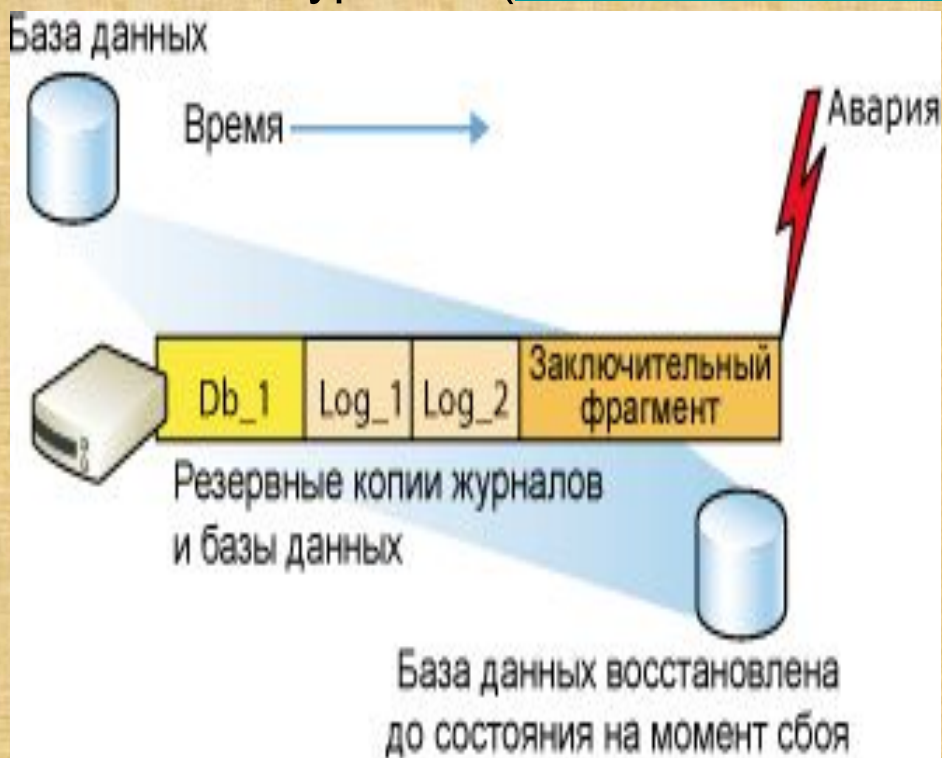 База данных
Время
Авария
Db_1
Log_1
Log_2
Заключительный
фрагмент
Резервные копии журналов
и базы данных
База данных восстановлена
до состояния на момент сбоя